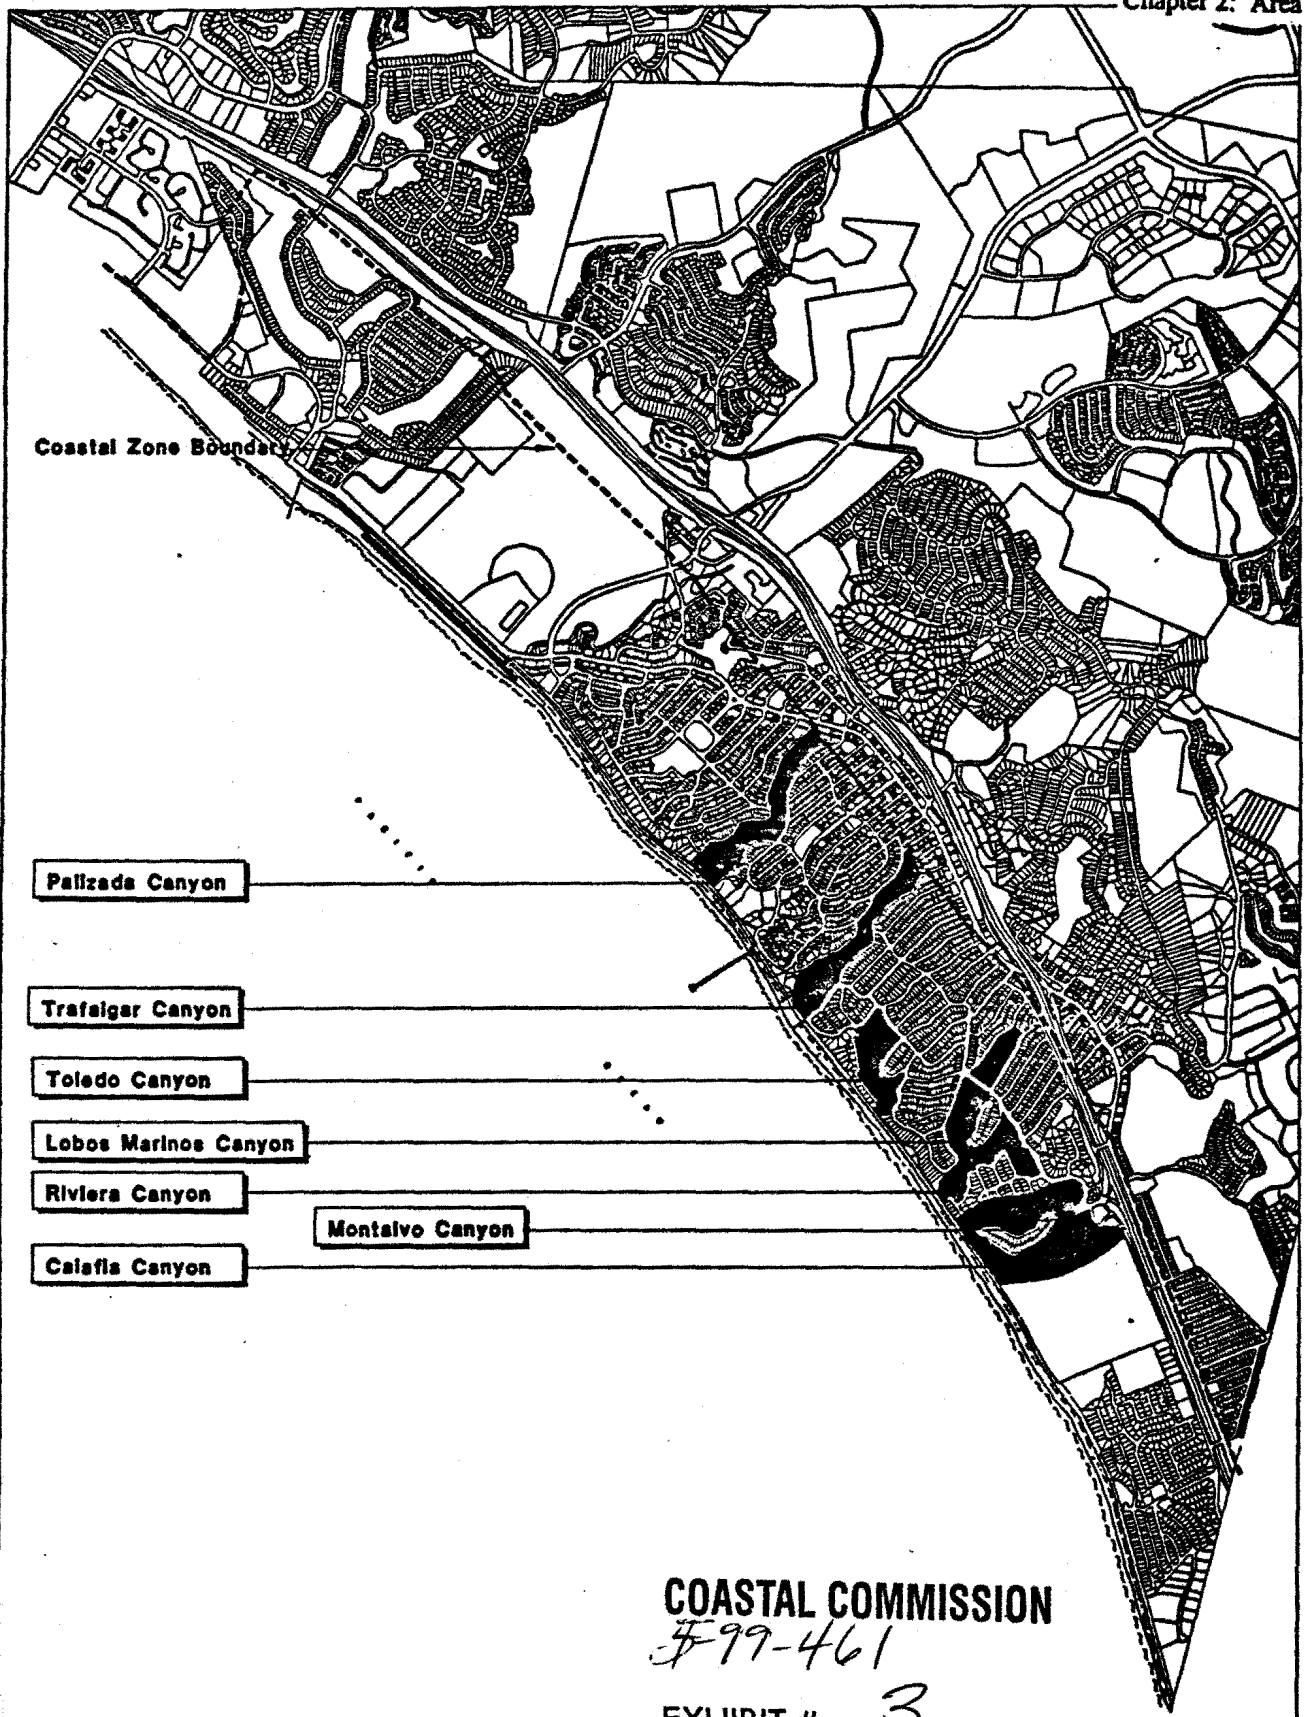 Chapter 2: Area
Coastal Zone Boundary
Palizada Canyon
Trafalgar Canyon
Toledo Canyon
Lobos Marinos Canyon
Riviera Canyon
Montalvo Canyon
Calafia Canyon
COASTAL COMMISSION
5-99-461
EXHIBIT # 3